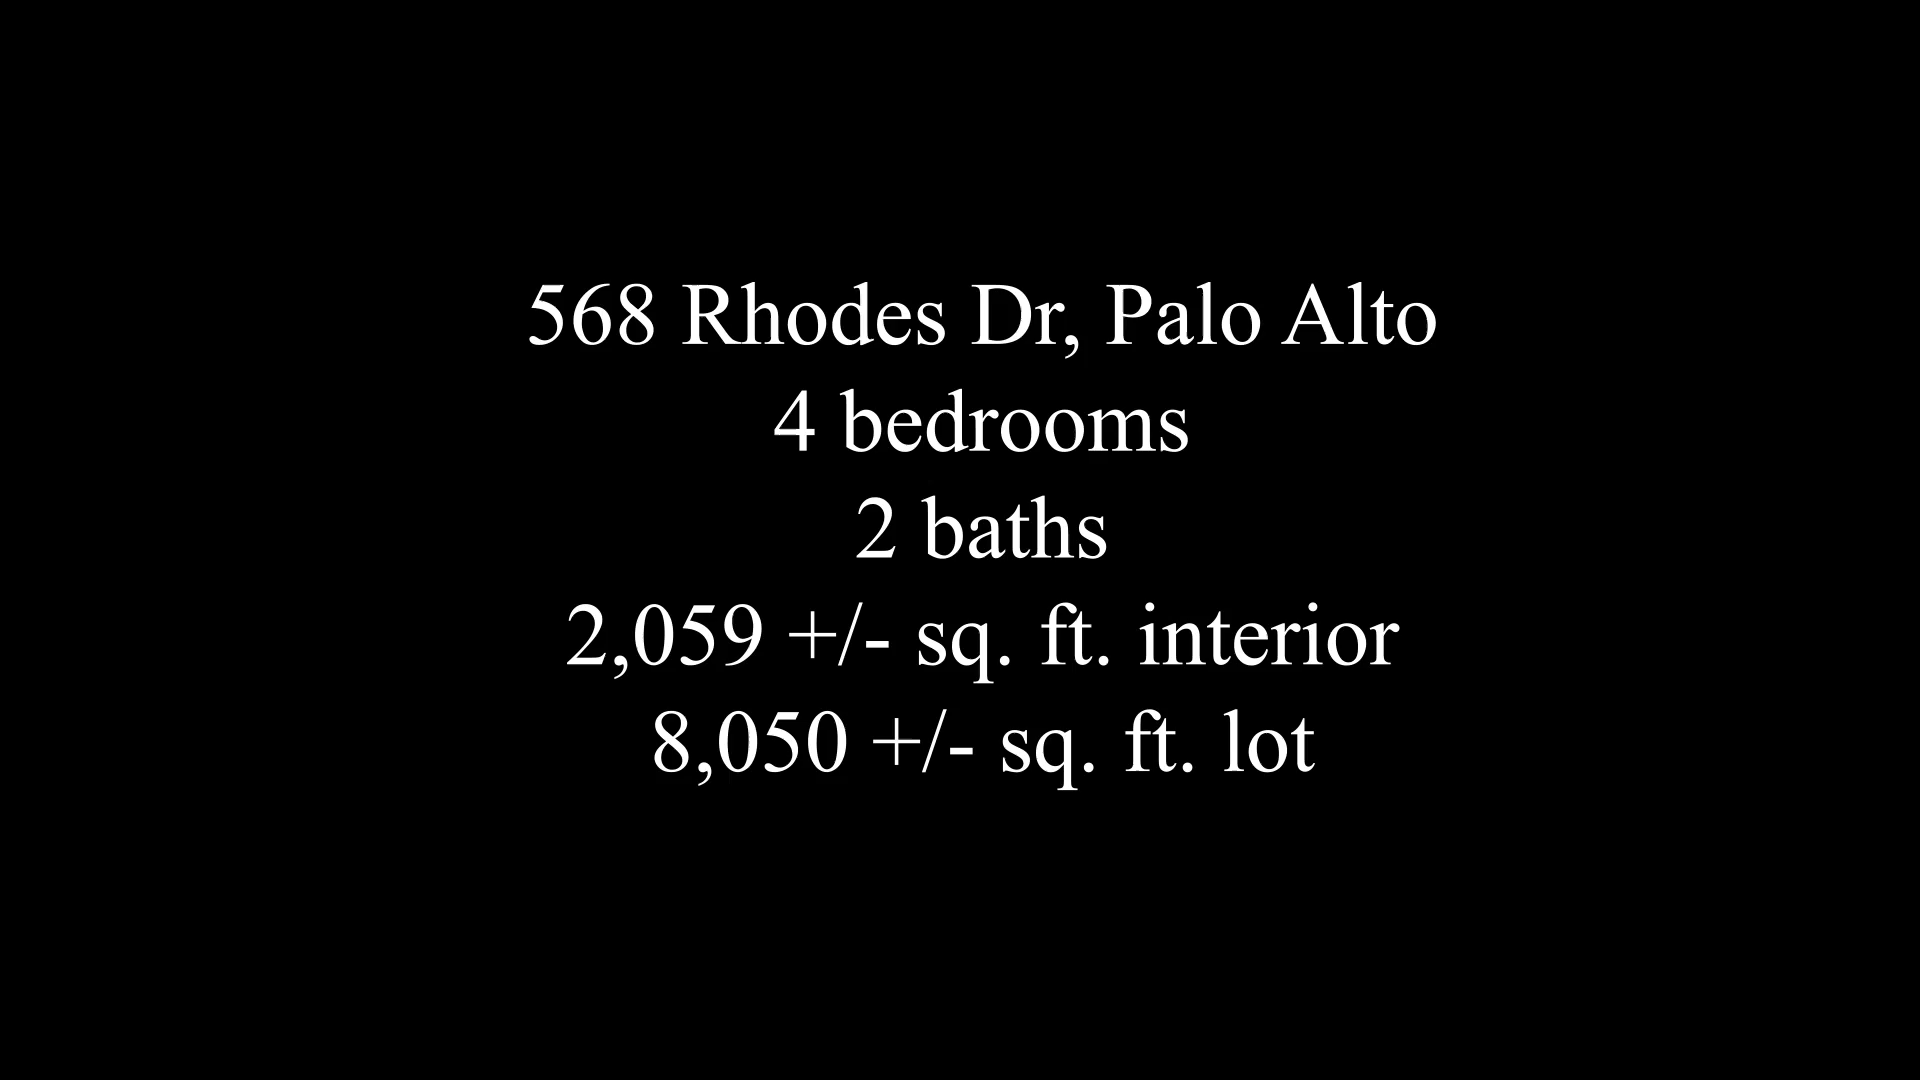 568 Rhodes Dr, Palo Alto
4 bedrooms
2 baths
2,059 +/- sq. ft. interior
8,050 +/- sq. ft. lot